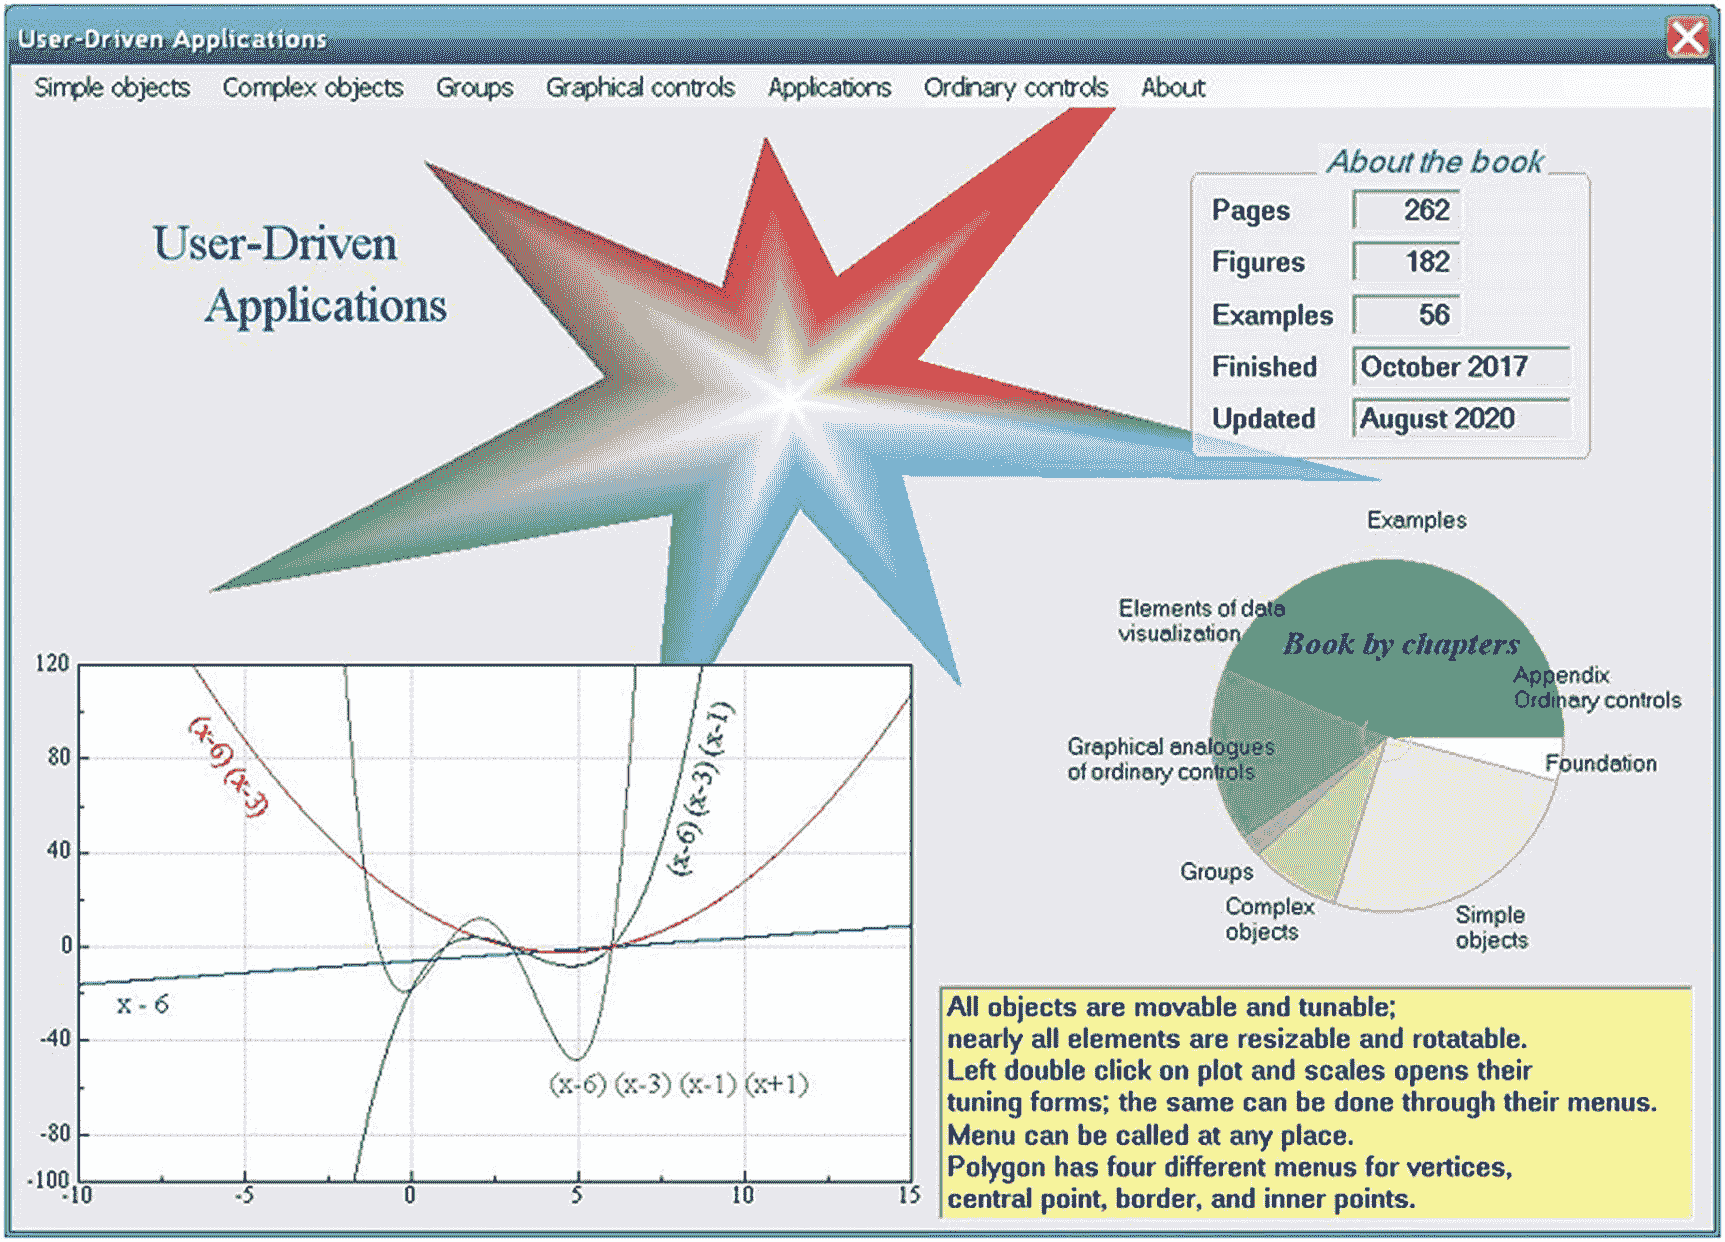 User-Driven Applications
Simple objects Complex objects Groups Graphical controls Applications Ordinary controls About
User-Driven
Applications
About the book
Pages 262
Figures 182
Examples 56
Finished October 2017
Updated August 2020
Examples
Elements of data
visualization
Book by chapters
Appendix
Ordinary controls
Graphical analogues
of ordinary controls
Foundation
Groups
Complex
objects
Simple
objects
120
80
40
0
-40
-80
-100
-10 -5 0 5 10 15
(x-6) (x-3)
(x-6) (x-3) (x-1)
x - 6
(x-6) (x-3) (x-1) (x+1)
All objects are movable and tunable;
nearly all elements are resizable and rotatable.
Left double click on plot and scales opens their
tuning forms; the same can be done through their menus.
Menu can be called at any place.
Polygon has four different menus for vertices,
central point, border, and inner points.